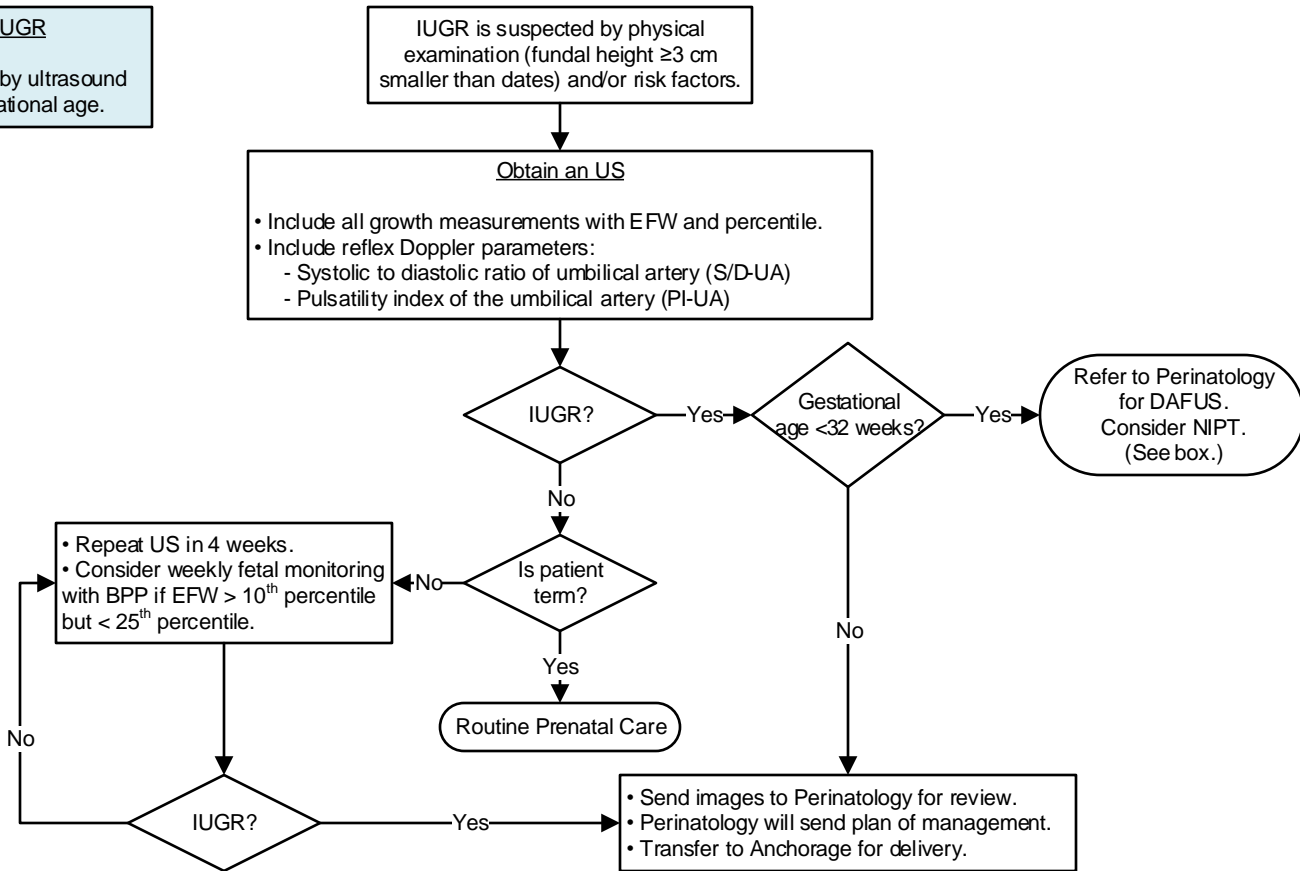 UGR
by ultrasound
ational age.
IUGR is suspected by physical
examination (fundal height ≥3 cm
smaller than dates) and/or risk factors.
Obtain an US
• Include all growth measurements with EFW and percentile.
• Include reflex Doppler parameters:
- Systolic to diastolic ratio of umbilical artery (S/D-UA)
- Pulsatility index of the umbilical artery (PI-UA)
IUGR?
Yes
Gestational
age <32 weeks?
Yes
Refer to Perinatology
for DAFUS.
Consider NIPT.
(See box.)
No
Is patient
term?
No
• Repeat US in 4 weeks.
• Consider weekly fetal monitoring
with BPP if EFW > 10th percentile
but < 25th percentile.
Yes
Routine Prenatal Care
No
No
IUGR?
Yes
• Send images to Perinatology for review.
• Perinatology will send plan of management.
• Transfer to Anchorage for delivery.